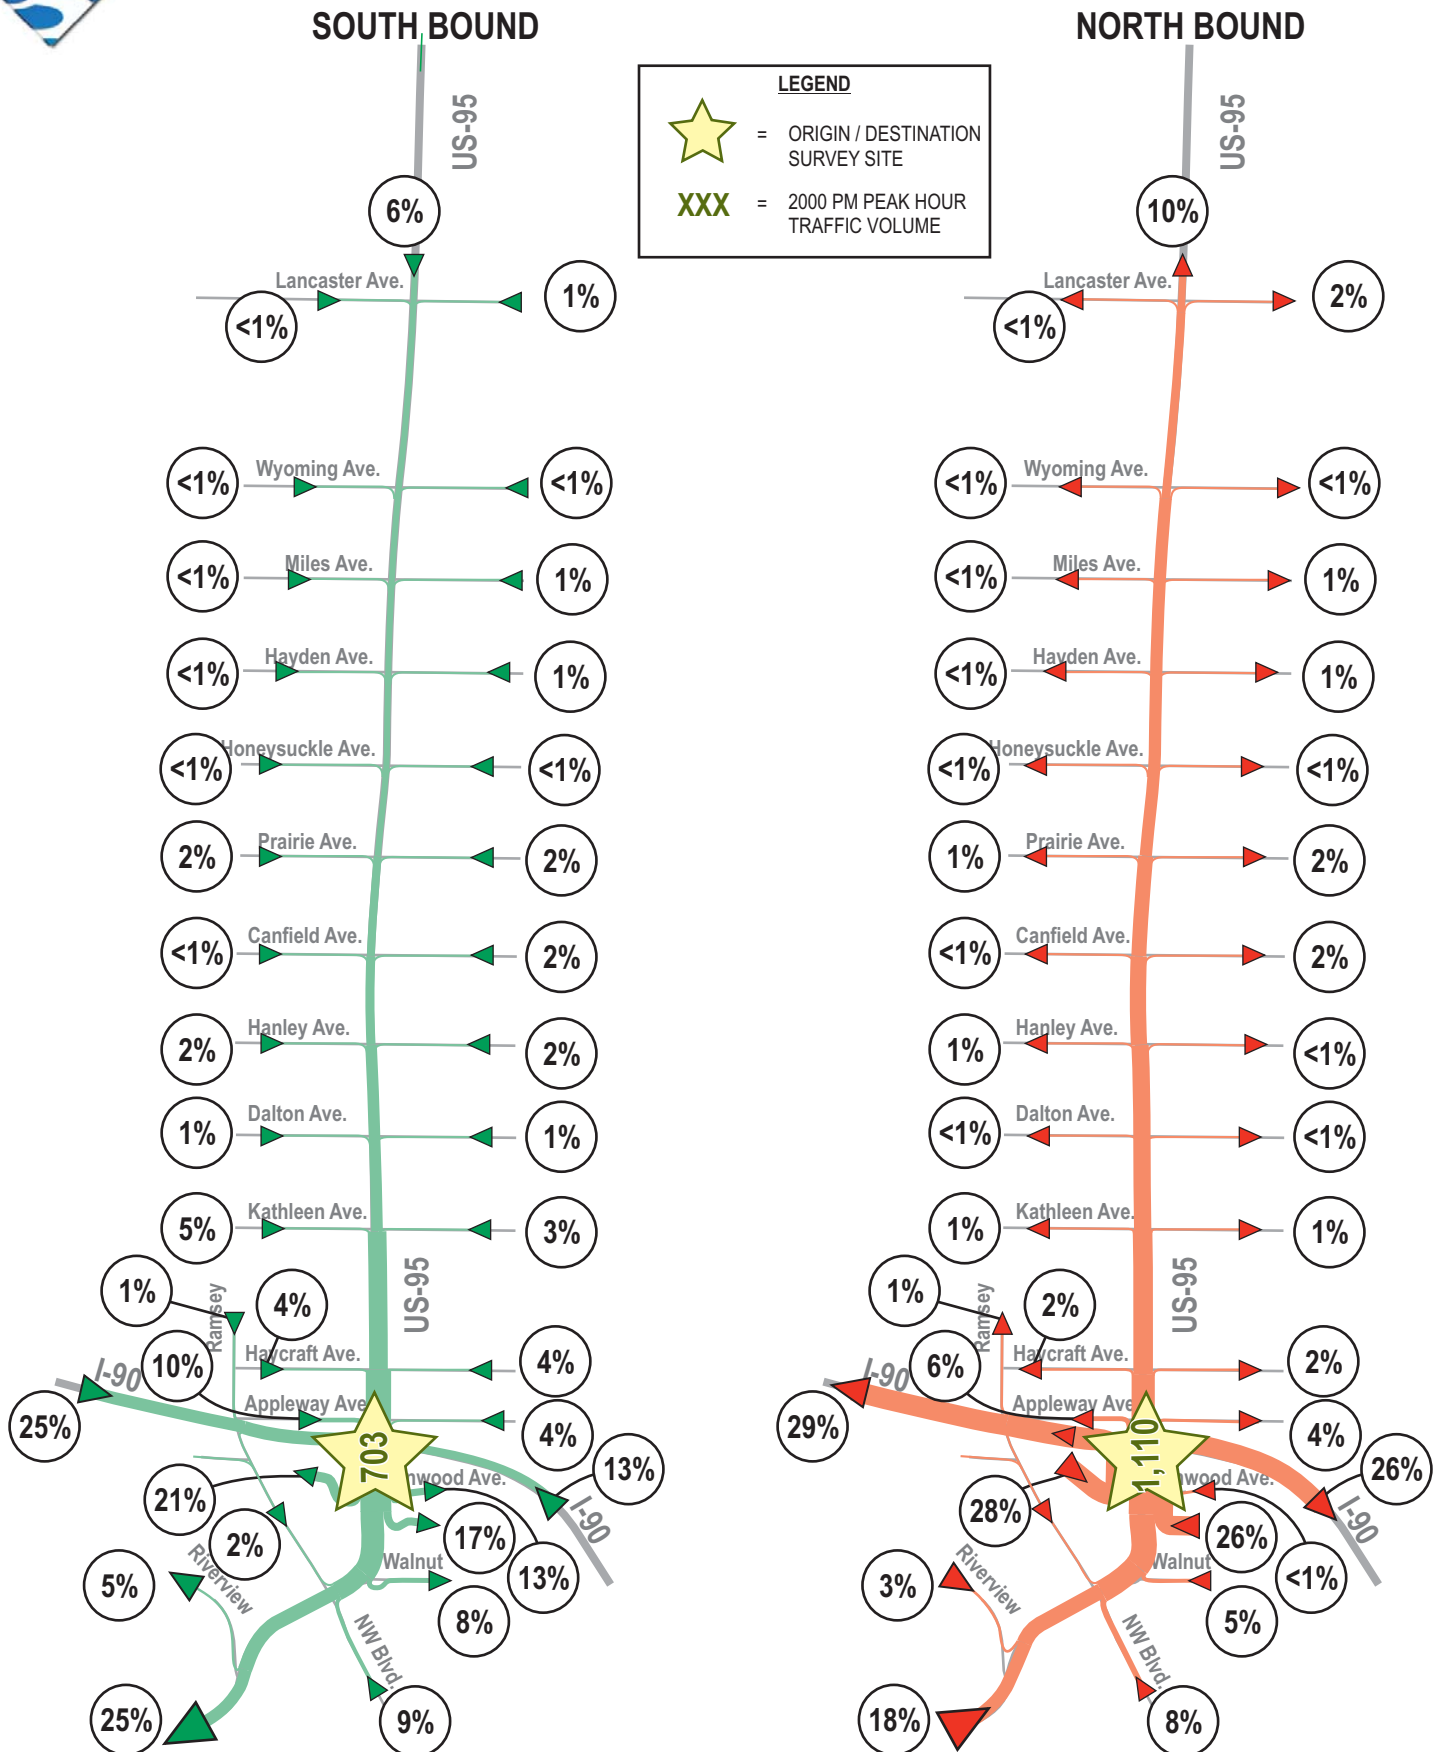 SOUTH BOUND
NORTH BOUND
LEGEND
= ORIGIN / DESTINATION
SURVEY SITE
XXX = 2000 PM PEAK HOUR
TRAFFIC VOLUME
US-95
6%
Lancaster Ave.
<1%
1%
Wyoming Ave.
<1%
<1%
Miles Ave.
<1%
1%
Hayden Ave.
<1%
1%
Honeysuckle Ave.
<1%
<1%
Prairie Ave.
2%
2%
Canfield Ave.
<1%
2%
Hanley Ave.
2%
2%
Dalton Ave.
1%
1%
Kathleen Ave.
5%
3%
US-95
1%
Ramsey
4%
Haycraft Ave.
4%
10%
I-90
Appleway Ave
25%
4%
703
13%
nwood Ave.
21%
I-90
2%
17%
13%
Riverview
5%
Walnut
8%
NW Blvd.
25%
9%
US-95
10%
Lancaster Ave.
<1%
2%
Wyoming Ave.
<1%
<1%
Miles Ave.
<1%
1%
Hayden Ave.
<1%
1%
Honeysuckle Ave.
<1%
<1%
Prairie Ave.
1%
2%
Canfield Ave.
<1%
2%
Hanley Ave.
1%
<1%
Dalton Ave.
<1%
<1%
Kathleen Ave.
1%
1%
US-95
1%
Ramsey
2%
Haycraft Ave.
2%
6%
I-90
Appleway Ave
29%
4%
1,110
26%
nwood Ave.
28%
I-90
26%
<1%
Riverview
3%
Walnut
5%
NW Blvd.
18%
8%